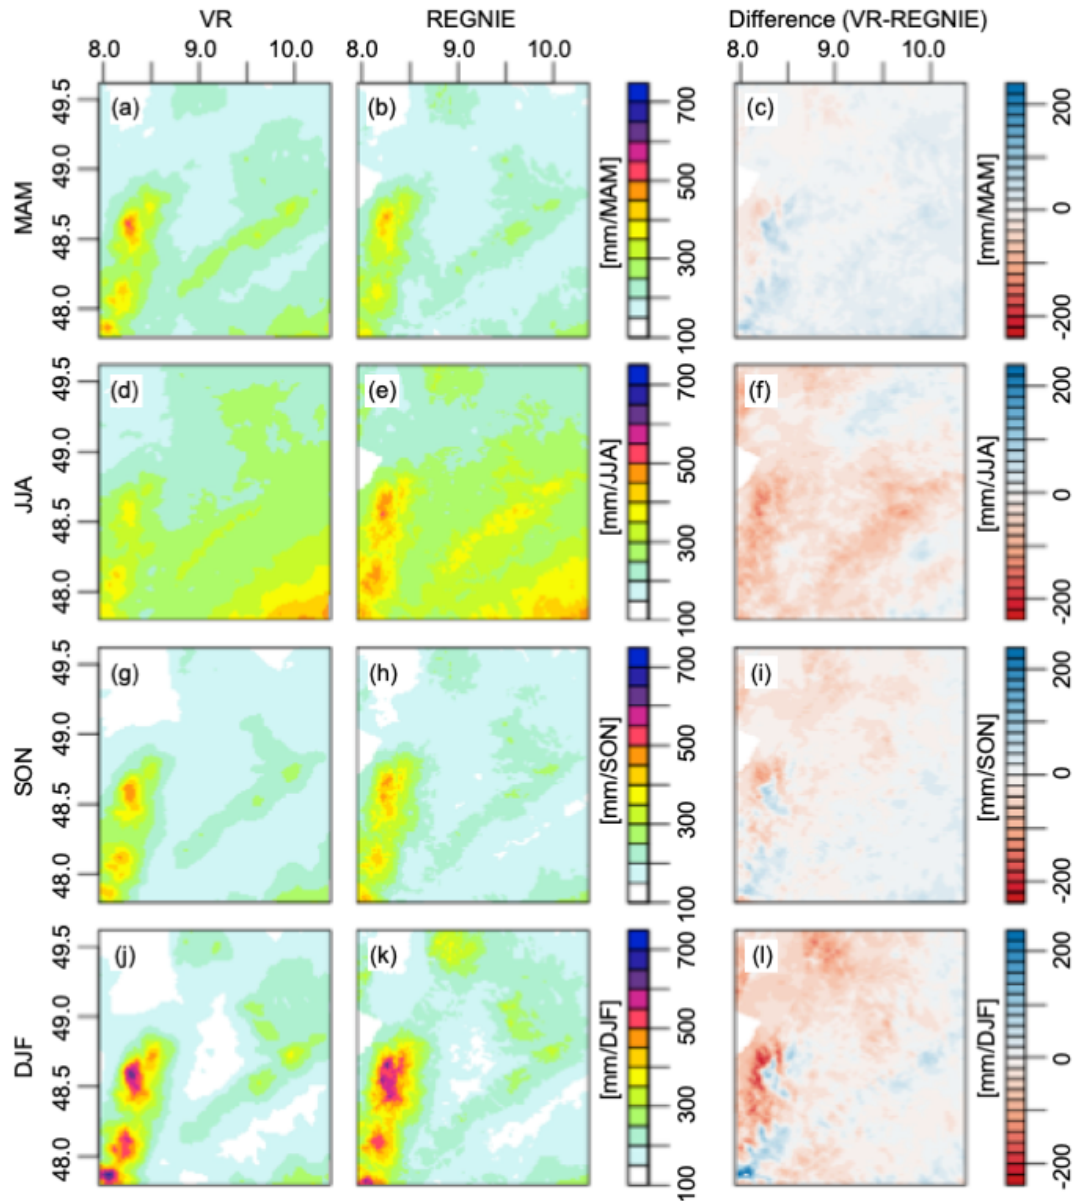 VR REGNIE Difference (VR-REGNIE)
8.0 9.0 10.0 8.0 9.0 10.0 8.0 9.0 10.0
MAM
49.5 49.0 48.5 48.0
(a) (b) (c)
100 300 500 700
[mm/MAM]
-200 0 200
[mm/MAM]
JJA
49.5 49.0 48.5 48.0
(d) (e) (f)
100 300 500 700
[mm/JJA]
-200 0 200
[mm/JJA]
SON
49.5 49.0 48.5 48.0
(g) (h) (i)
100 300 500 700
[mm/SON]
-200 0 200
[mm/SON]
DJF
49.5 49.0 48.5 48.0
(j) (k) (l)
100 300 500 700
[mm/DJF]
-200 0 200
[mm/DJF]